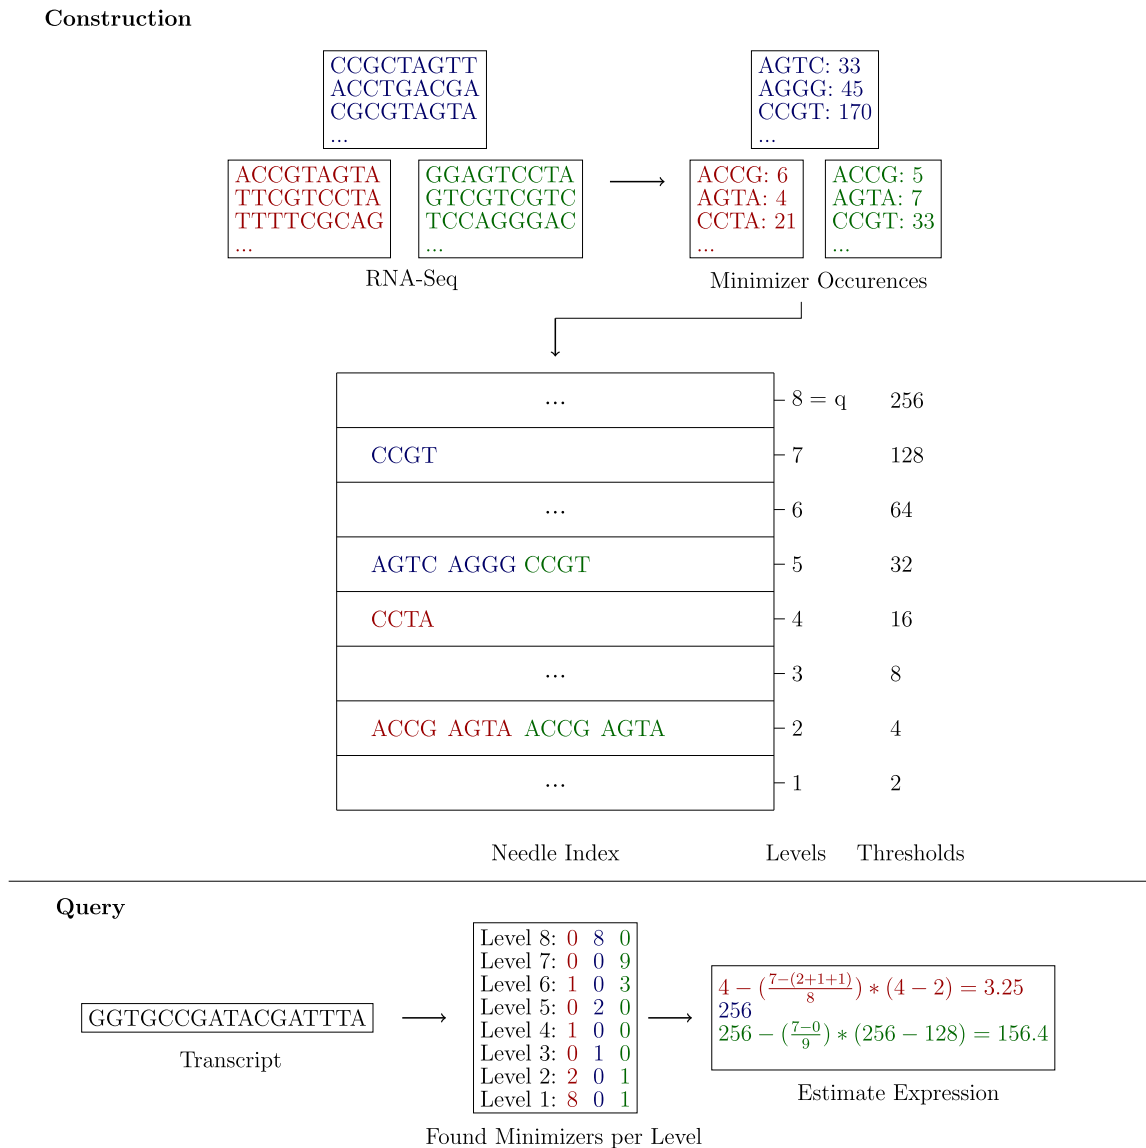 Construction
CCGCTAGTT
ACCTGACGA
CGCGTAGTA
...
AGTC: 33
AGGG: 45
CCGT: 170
...
ACCGTAGTA
TTCGTCCTA
TTTTCGCAG
...
GGAGTCCTA
GTCGTCGTC
TCCAGGGAC
...
ACCG: 6
AGTA: 4
CCTA: 21
...
ACCG: 5
AGTA: 7
CCGT: 33
...
RNA-Seq
Minimizer Occurences
... 8 = q 256
CCGT 7 128
... 6 64
AGTC AGGG CCGT 5 32
CCTA 4 16
... 3 8
ACCG AGTA ACCG AGTA 2 4
... 1 2
Needle Index Levels Thresholds
Query
GGTGCCGATACGATTTA
Transcript
Level 8: 0 8 0
Level 7: 0 0 9
Level 6: 1 0 3
Level 5: 0 2 0
Level 4: 1 0 0
Level 3: 0 1 0
Level 2: 2 0 1
Level 1: 8 0 1
Found Minimizers per Level
4 − (\frac{7−(2+1+1)}{8}) ∗ (4 − 2) = 3.25
256
256 − (\frac{7−0}{9}) ∗ (256 − 128) = 156.4
Estimate Expression